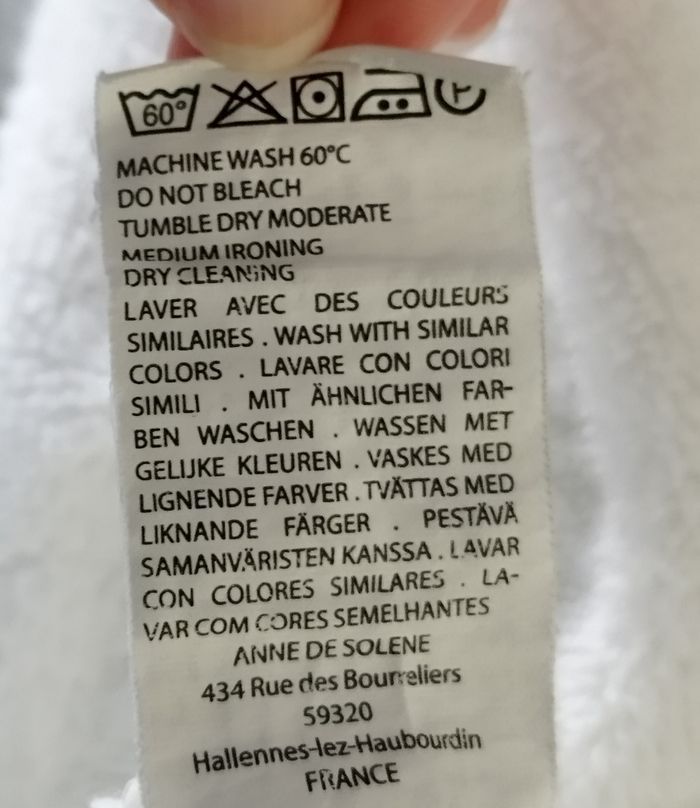 60°
P
MACHINE WASH 60°C
DO NOT BLEACH
TUMBLE DRY MODERATE
MEDIUM IRONING
DRY CLEANING
LAVER AVEC DES COULEURS
SIMILAIRES . WASH WITH SIMILAR
COLORS . LAVARE CON COLORI
SIMILI . MIT ÄHNLICHEN FAR-
BEN WASCHEN . WASSEN MET
GELIJKE KLEUREN . VASKES MED
LIGNENDE FARVER . TVÄTTAS MED
LIKNANDE FÄRGER . PESTÄVÄ
SAMANVÄRISTEN KANSSA . LAVAR
CON COLORES SIMILARES . LA-
VAR COM CORES SEMELHANTES
ANNE DE SOLENE
434 Rue des Bourreliers
59320
Hallennes-lez-Haubourdin
FRANCE